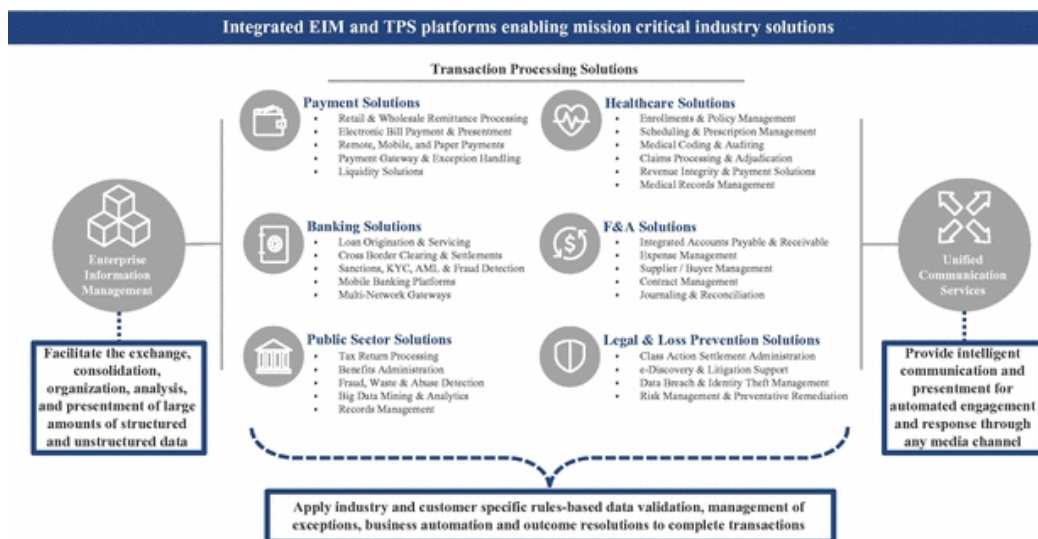 Integrated EIM and TPS platforms enabling mission critical industry solutions
Transaction Processing Solutions
Payment Solutions
• Retail & Wholesale Remittance Processing
• Electronic Bill Payment & Presentment
• Remote, Mobile, and Paper Payments
• Payment Gateway & Exception Handling
• Liquidity Solutions
Healthcare Solutions
• Enrollments & Policy Management
• Scheduling & Prescription Management
• Medical Coding & Auditing
• Claims Processing & Adjudication
• Revenue Integrity & Payment Solutions
• Medical Records Management
Enterprise
Information
Management
Banking Solutions
• Loan Origination & Servicing
• Cross Border Clearing & Settlements
• Sanctions, KYC, AML & Fraud Detection
• Mobile Banking Platforms
• Multi-Network Gateways
F&A Solutions
• Integrated Accounts Payable & Receivable
• Expense Management
• Supplier / Buyer Management
• Contract Management
• Journaling & Reconciliation
Unified
Communication
Services
Facilitate the exchange,
consolidation,
organization, analysis,
and presentment of large
amounts of structured
and unstructured data
Public Sector Solutions
• Tax Return Processing
• Benefits Administration
• Fraud, Waste & Abuse Detection
• Big Data Mining & Analytics
• Records Management
Legal & Loss Prevention Solutions
• Class Action Settlement Administration
• e-Discovery & Litigation Support
• Data Breach & Identity Theft Management
• Risk Management & Preventative Remediation
Provide intelligent
communication and
presentment for
automated engagement
and response through
any media channel
Apply industry and customer specific rules-based data validation, management of
exceptions, business automation and outcome resolutions to complete transactions